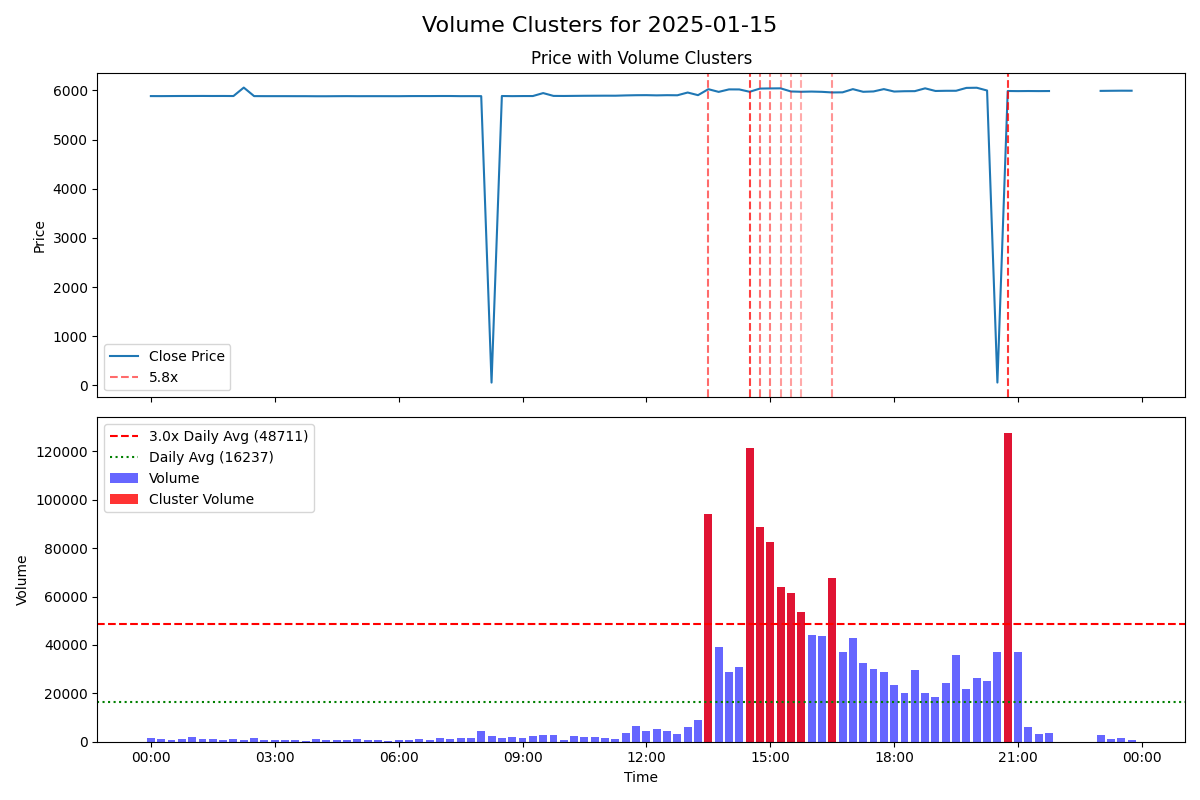 Volume Clusters for 2025-01-15
Price with Volume Clusters
6000
5000
4000
3000
2000
1000
0
Price
Close Price
5.8x
120000
100000
80000
60000
40000
20000
0
Volume
3.0x Daily Avg (48711)
Daily Avg (16237)
Volume
Cluster Volume
00:00 03:00 06:00 09:00 12:00 15:00 18:00 21:00 00:00
Time